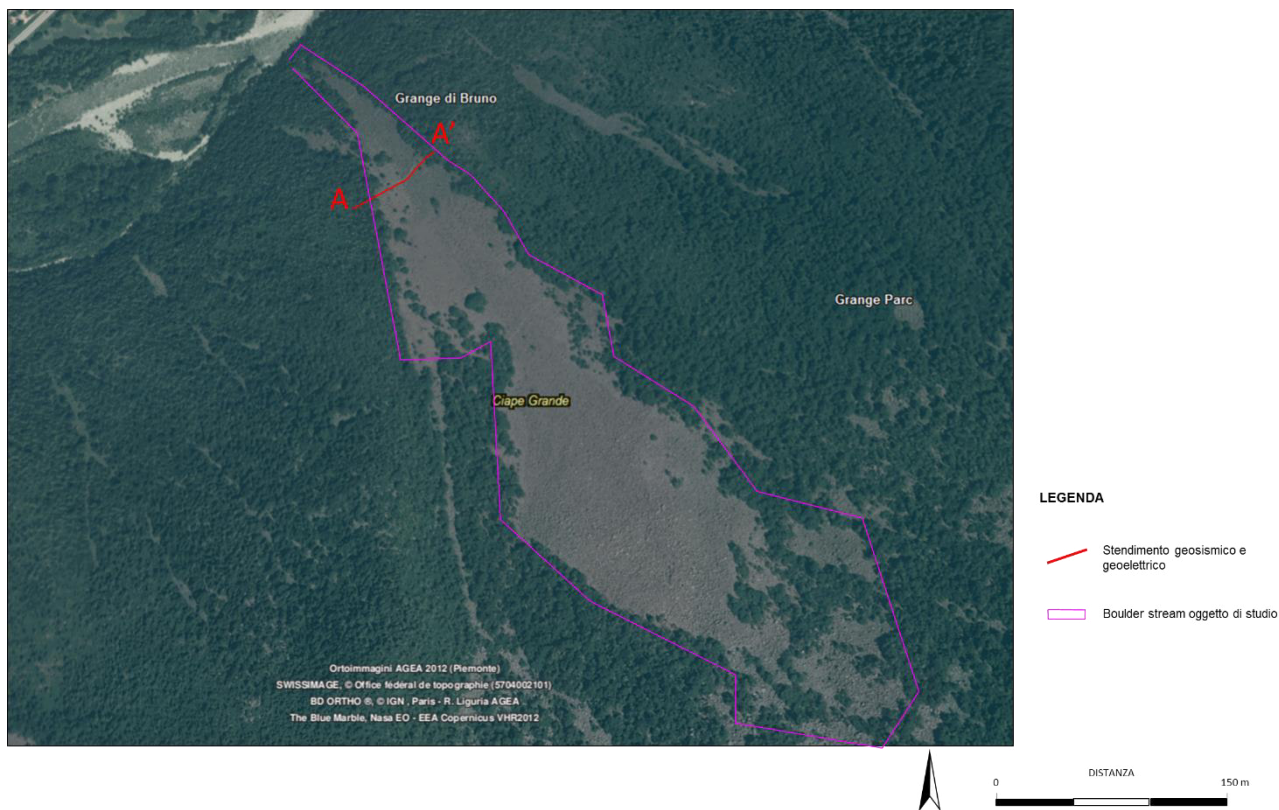 Grange di Bruno
A'
A
Grange Parc
Ciape Grande
Ortoimmagini AGEA 2012 (Piemonte)
SWISSIMAGE, © Office fédéral de topographie (5704002101)
BD ORTHO ®, © IGN , Paris - R. Liguria AGEA
The Blue Marble, Nasa EO - EEA Copernicus VHR2012
LEGENDA
Stendimento geosismico e
geoelettrico
Boulder stream oggetto di studio
DISTANZA
0 150 m